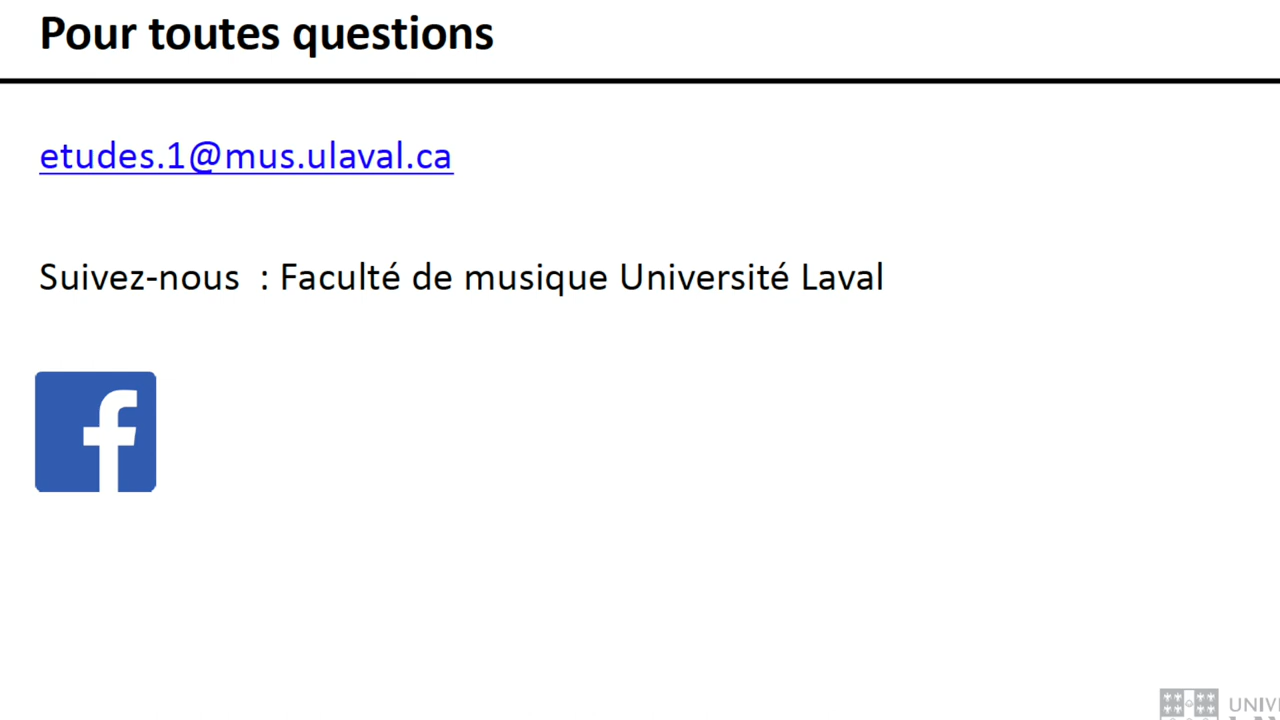 Pour toutes questions
etudes.1@mus.ulaval.ca
Suivez-nous : Faculté de musique Université Laval